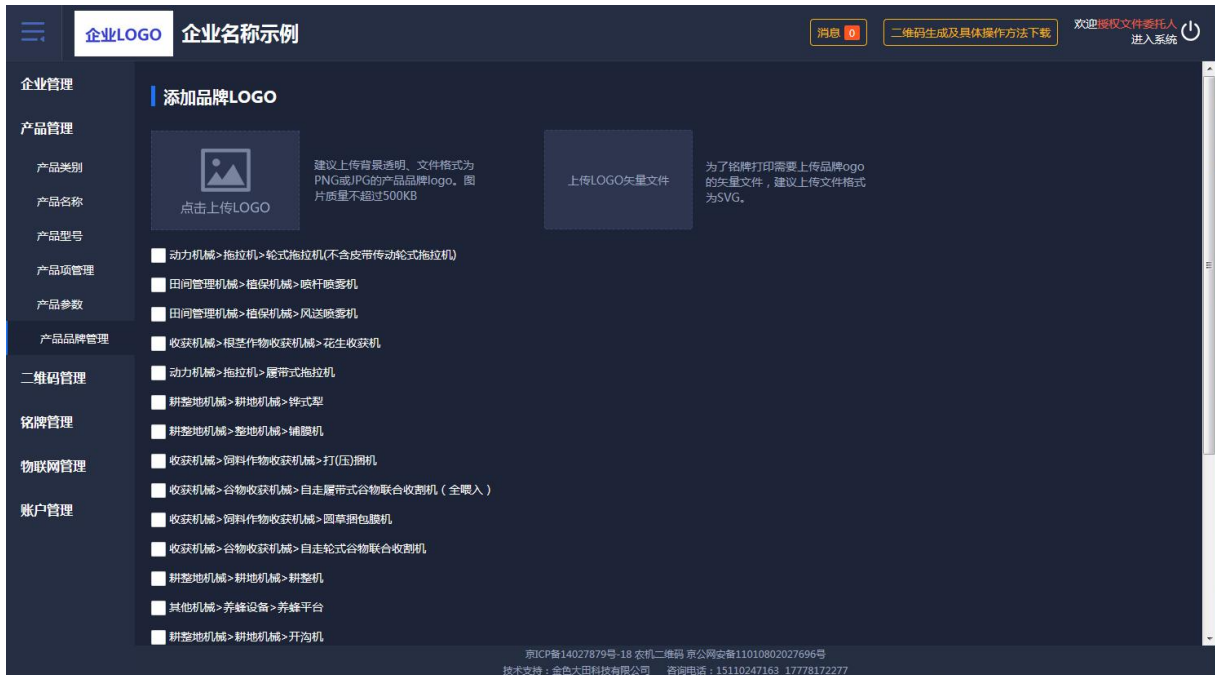 企业LOGO 企业名称示例 消息 0 二维码生成及具体操作方法下载 欢迎授权文件委托人
进入系统
企业管理
产品管理
产品类别
产品名称
产品型号
产品项管理
产品参数
产品品牌管理
二维码管理
铭牌管理
物联网管理
账户管理
添加品牌LOGO
点击上传LOGO
建议上传背景透明、文件格式为
PNG或JPG的产品品牌logo。图
片质量不超过500KB
上传LOGO矢量文件
为了铭牌打印需要上传品牌ogo
的矢量文件，建议上传文件格式
为SVG。
动力机械>拖拉机>轮式拖拉机(不含皮带传动轮式拖拉机)
田间管理机械>植保机械>喷杆喷雾机
田间管理机械>植保机械>风送喷雾机
收获机械>根茎作物收获机械>花生收获机
动力机械>拖拉机>履带式拖拉机
耕整地机械>耕地机械>铧式犁
耕整地机械>整地机械>铺膜机
收获机械>饲料作物收获机械>打(压)捆机
收获机械>谷物收获机械>自走履带式谷物联合收割机（全喂入）
收获机械>饲料作物收获机械>圆草捆包膜机
收获机械>谷物收获机械>自走轮式谷物联合收割机
耕整地机械>耕地机械>耕整机
其他机械>养蜂设备>养蜂平台
耕整地机械>耕地机械>开沟机
京ICP备14027879号-18 农机二维码 京公网安备11010802027696号
技术支持：金色大田科技有限公司 咨询电话：15110247163 17778172277